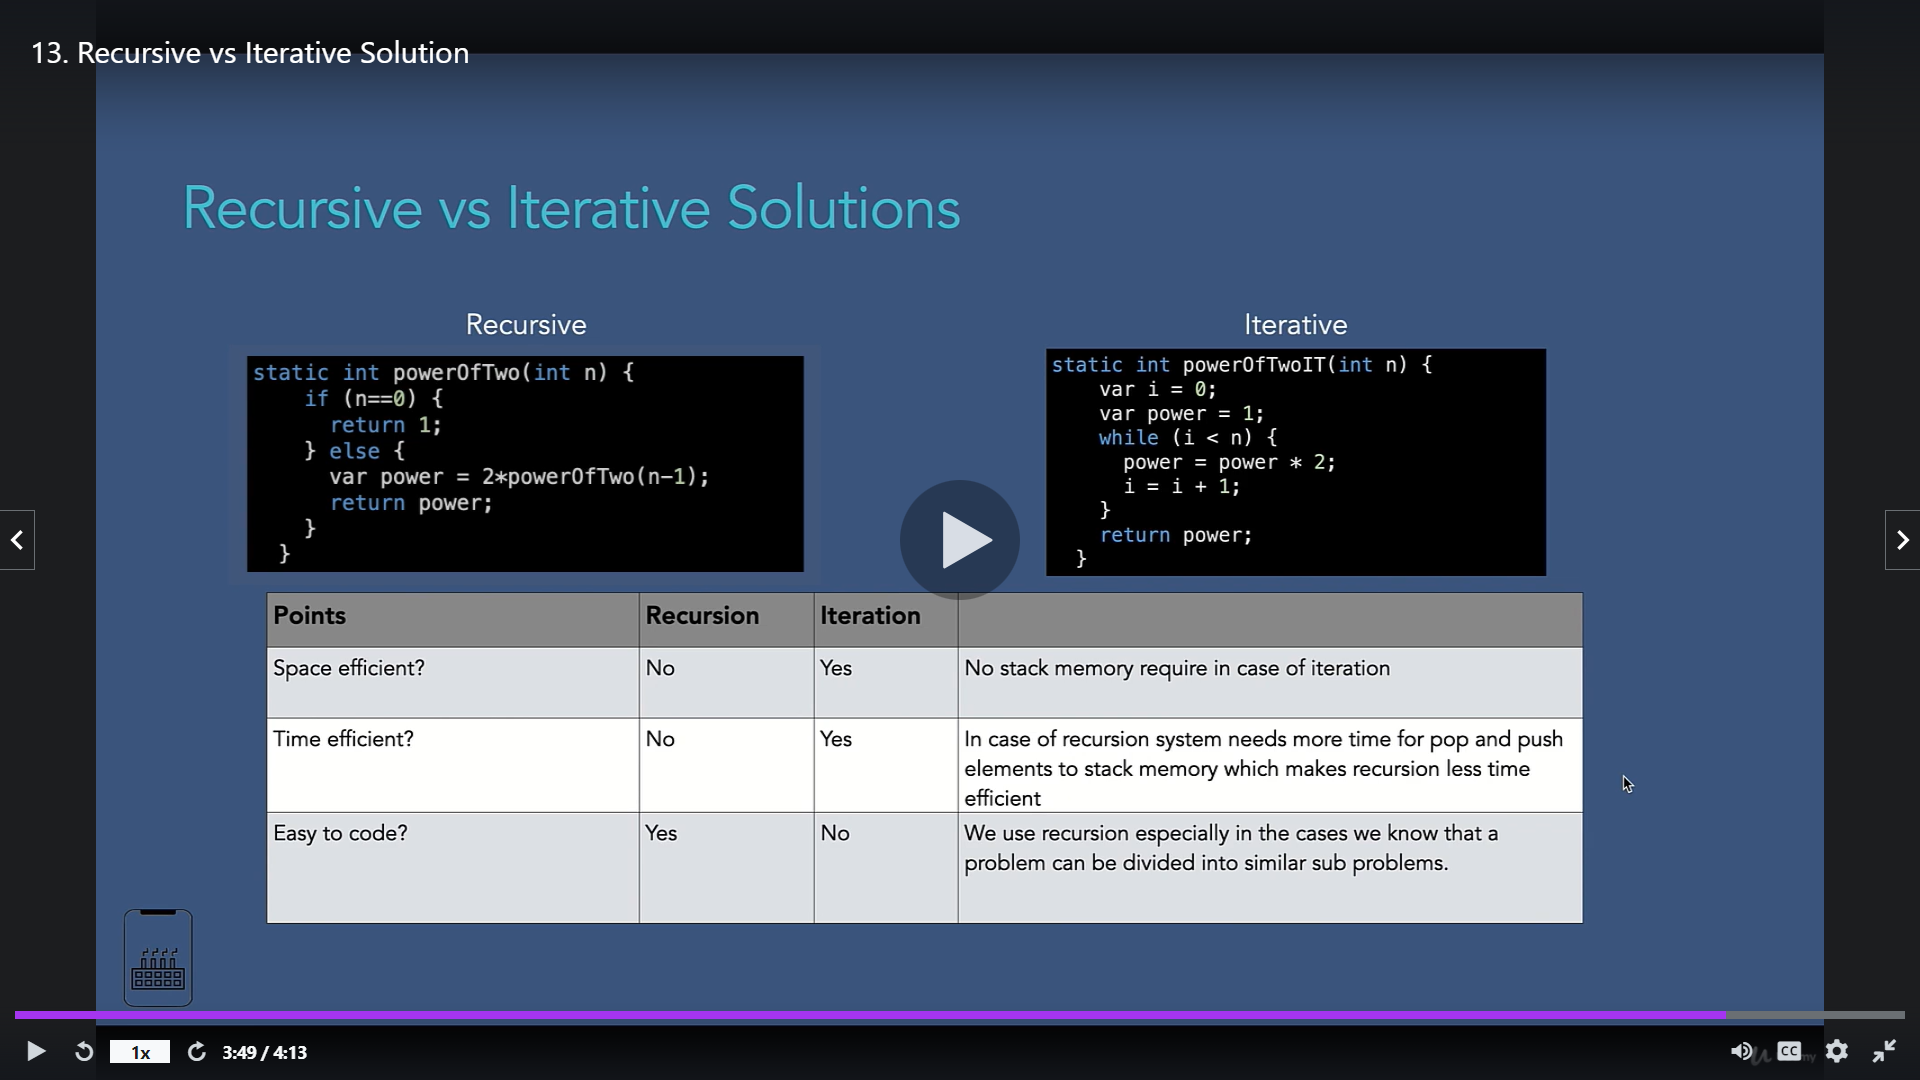 13. Recursive vs Iterative Solution
Recursive vs Iterative Solutions
Recursive
static int powerOfTwo(int n) {
if (n==0) {
return 1;
} else {
var power = 2*powerOfTwo(n-1);
return power;
}
}
Iterative
static int powerOfTwoIT(int n) {
var i = 0;
var power = 1;
while (i < n) {
power = power * 2;
i = i + 1;
}
return power;
}
Points Recursion Iteration
Space efficient? No Yes No stack memory require in case of iteration
Time efficient? No Yes In case of recursion system needs more time for pop and push
elements to stack memory which makes recursion less time
efficient
Easy to code? Yes No We use recursion especially in the cases we know that a
problem can be divided into similar sub problems.
1x 3:49 / 4:13 CC